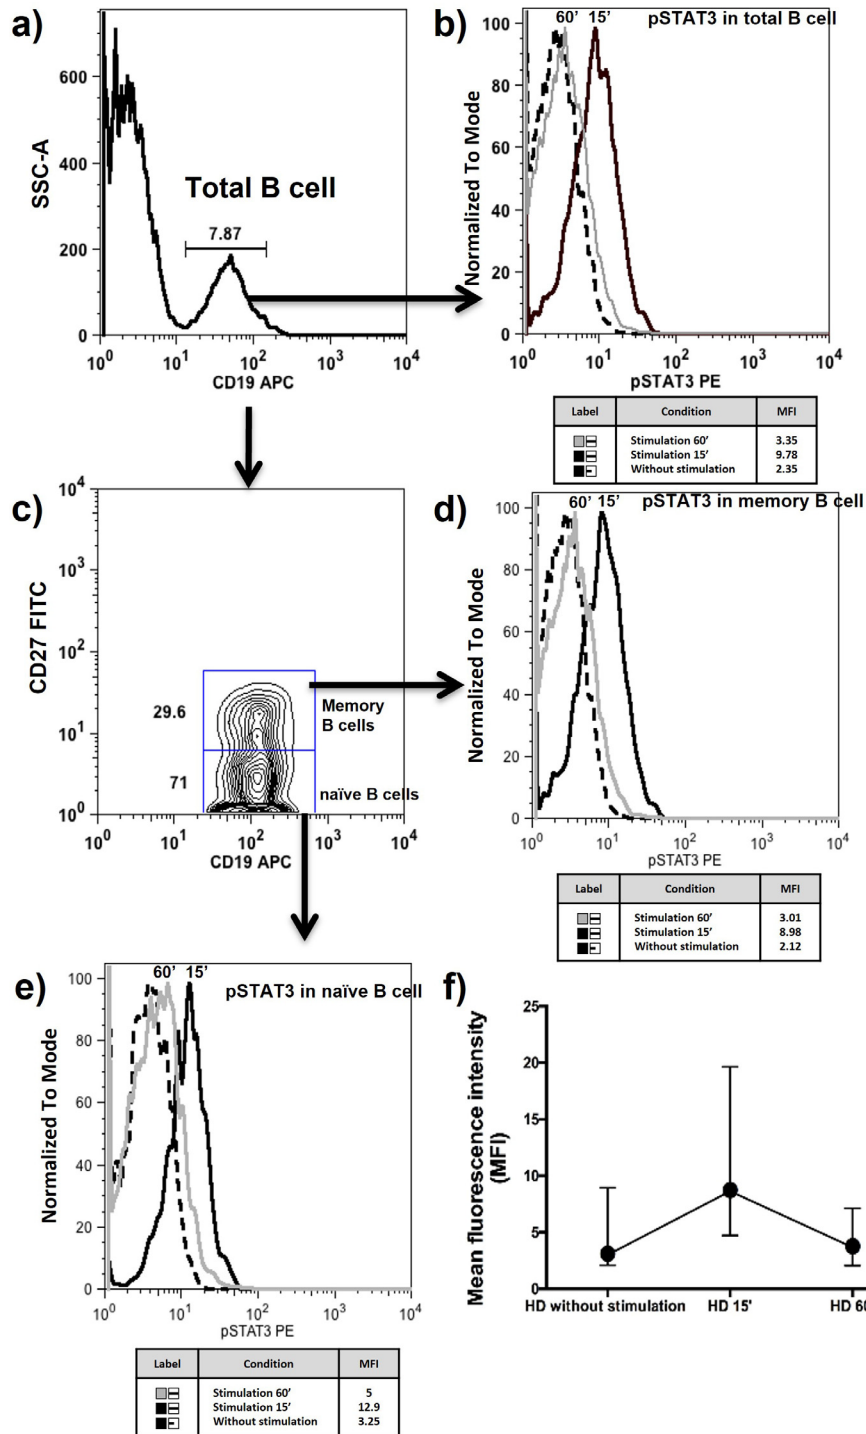 a)
SSC-A
600
400
200
0
Total B cell
7.87
10^1 10^2 10^3 10^4
CD19 APC
b)
60' 15' pSTAT3 in total B cell
Normalized To Mode
100
80
60
40
20
0
10^0 10^1 10^2 10^3 10^4
pSTAT3 PE
Label Condition MFI
Stimulation 60' 3.35
Stimulation 15' 9.78
Without stimulation 2.35
c)
CD27 FITC
10^4
10^3
10^2
10^1
10^0
29.6
71
Memory
B cells
naïve B cells
10^0 10^1 10^2 10^3 10^4
CD19 APC
d)
60' 15' pSTAT3 in memory B cell
Normalized To Mode
100
80
60
40
20
0
10^0 10^1 10^2 10^3 10^4
pSTAT3 PE
Label Condition MFI
Stimulation 60' 3.01
Stimulation 15' 8.98
Without stimulation 2.12
e)
60' 15'
pSTAT3 in naïve B cell
Normalized To Mode
100
80
60
40
20
0
10^0 10^1 10^2 10^3 10^4
pSTAT3 PE
Label Condition MFI
Stimulation 60' 5
Stimulation 15' 12.9
Without stimulation 3.25
f)
Mean fluorescence intensity
(MFI)
25
20
15
10
5
0
HD without stimulation HD 15' HD 60